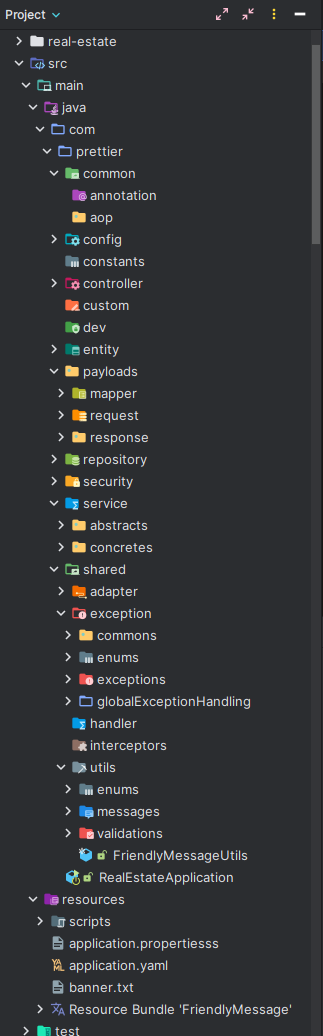 Project
real-estate
src
main
java
com
prettier
common
annotation
aop
config
constants
controller
custom
dev
entity
payloads
mapper
request
response
repository
security
service
abstracts
concretes
shared
adapter
exception
commons
enums
exceptions
globalExceptionHandling
handler
interceptors
utils
enums
messages
validations
FriendlyMessageUtils
RealEstateApplication
resources
scripts
application.propertiesss
application.yaml
banner.txt
Resource Bundle 'FriendlyMessage'
test